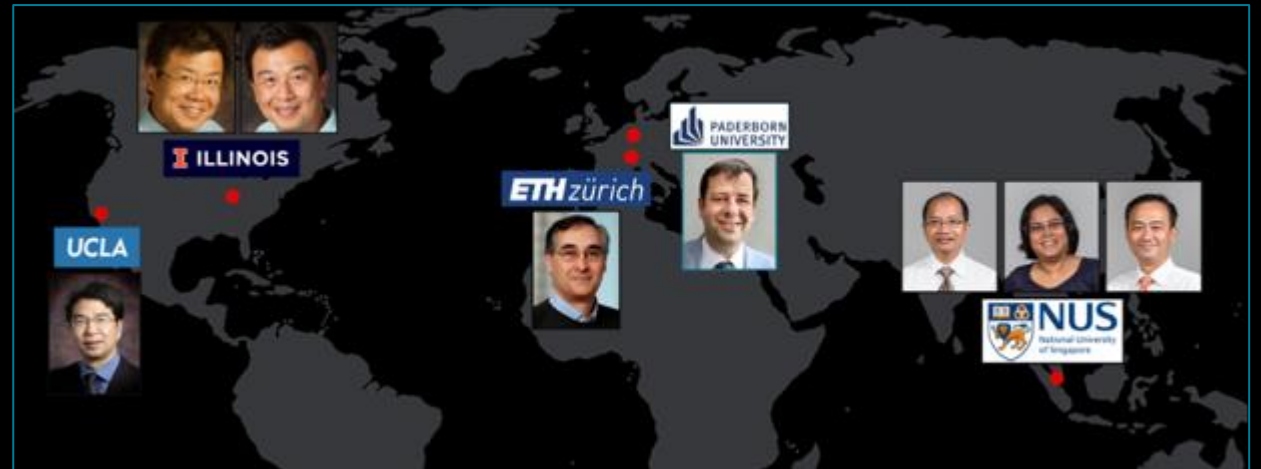 ILLINOIS
UCLA
ETH zürich
PADERBORN
UNIVERSITY
NUS
National University
of Singapore